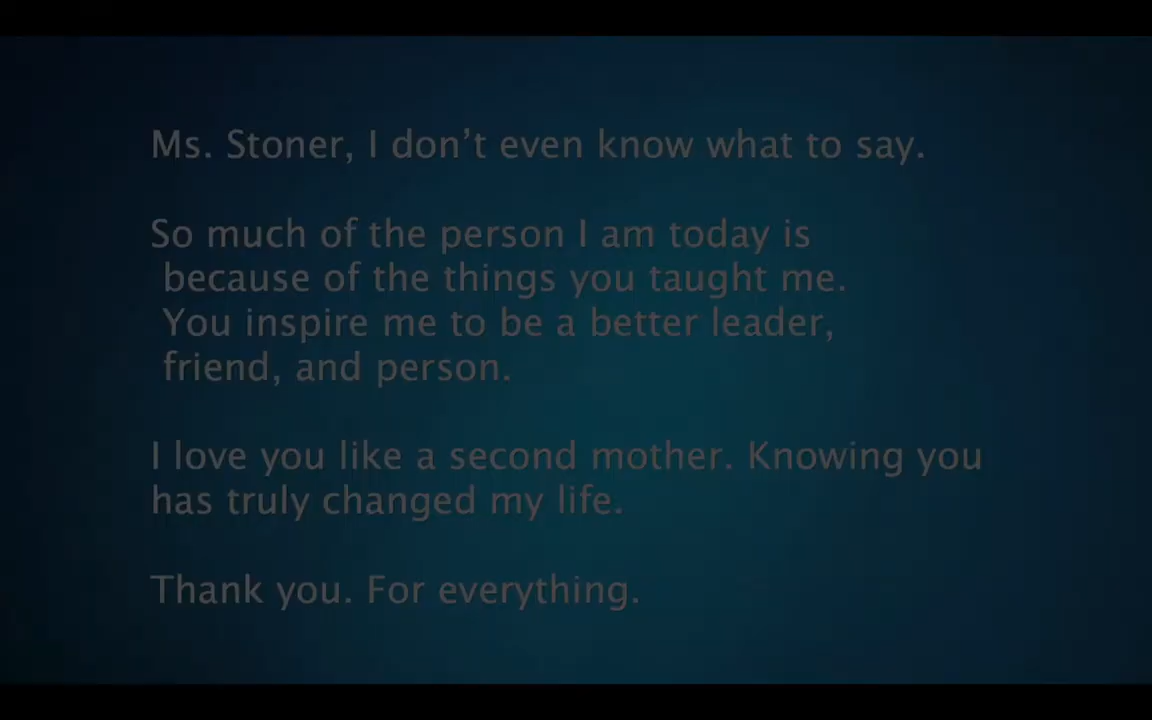 Ms. Stoner, I don’t even know what to say.
So much of the person I am today is
because of the things you taught me.
You inspire me to be a better leader,
friend, and person.
I love you like a second mother. Knowing you
has truly changed my life.
Thank you. For everything.